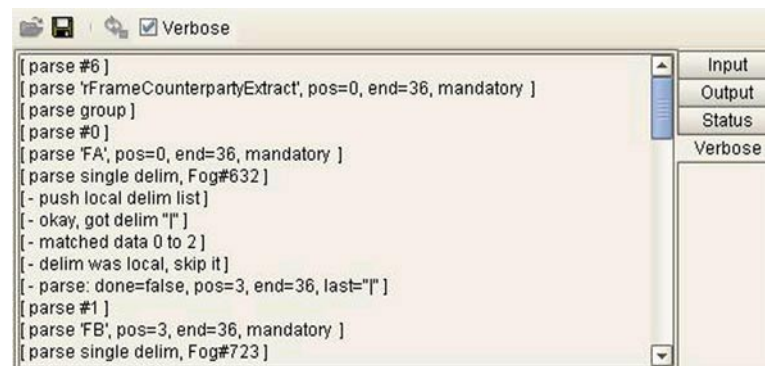 Verbose
[ parse #6 ]
[ parse 'rFrameCounterpartyExtract', pos=0, end=36, mandatory ]
[ parse group ]
[ parse #0 ]
[ parse 'FA', pos=0, end=36, mandatory ]
[ parse single delim, Fog#632 ]
[ - push local delim list ]
[ - okay, got delim "|" ]
[ - matched data 0 to 2 ]
[ - delim was local, skip it ]
[ - parse: done=false, pos=3, end=36, last="|" ]
[ parse #1 ]
[ parse 'FB', pos=3, end=36, mandatory ]
[ parse single delim, Fog#723 ]
Input
Output
Status
Verbose